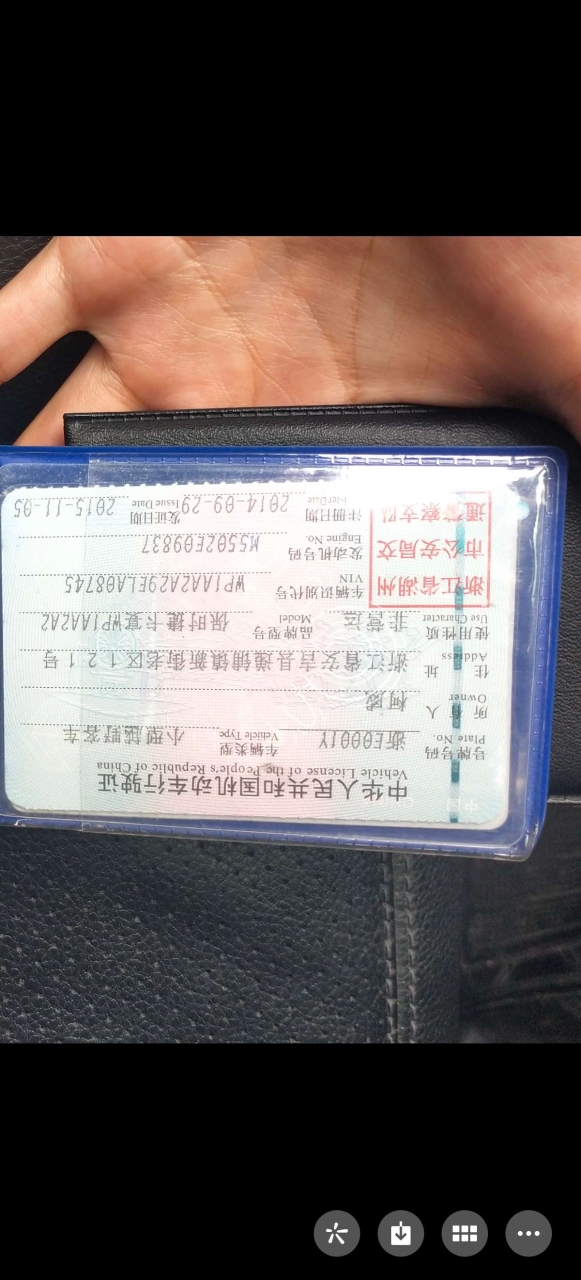 中华人民共和国机动车行驶证
Vehicle License of the People's Republic of China
号牌号码 浙E0001Y 车辆类型 小型越野客车
Plate No. Vehicle Type
所有人 柯威
Owner
住址 浙江省安吉县递铺镇新街老区121号
Address
使用性质 非营运 品牌型号 保时捷卡宴WP1AA2A2
Use Character Model
浙江省湖州
市公安局交
通警察支队
车辆识别代号 WP1AA2A29ELA08745
VIN
发动机号码 M5502E09837
Engine No.
注册日期 2014-09-29 发证日期 2015-11-05
Register Date Issue Date